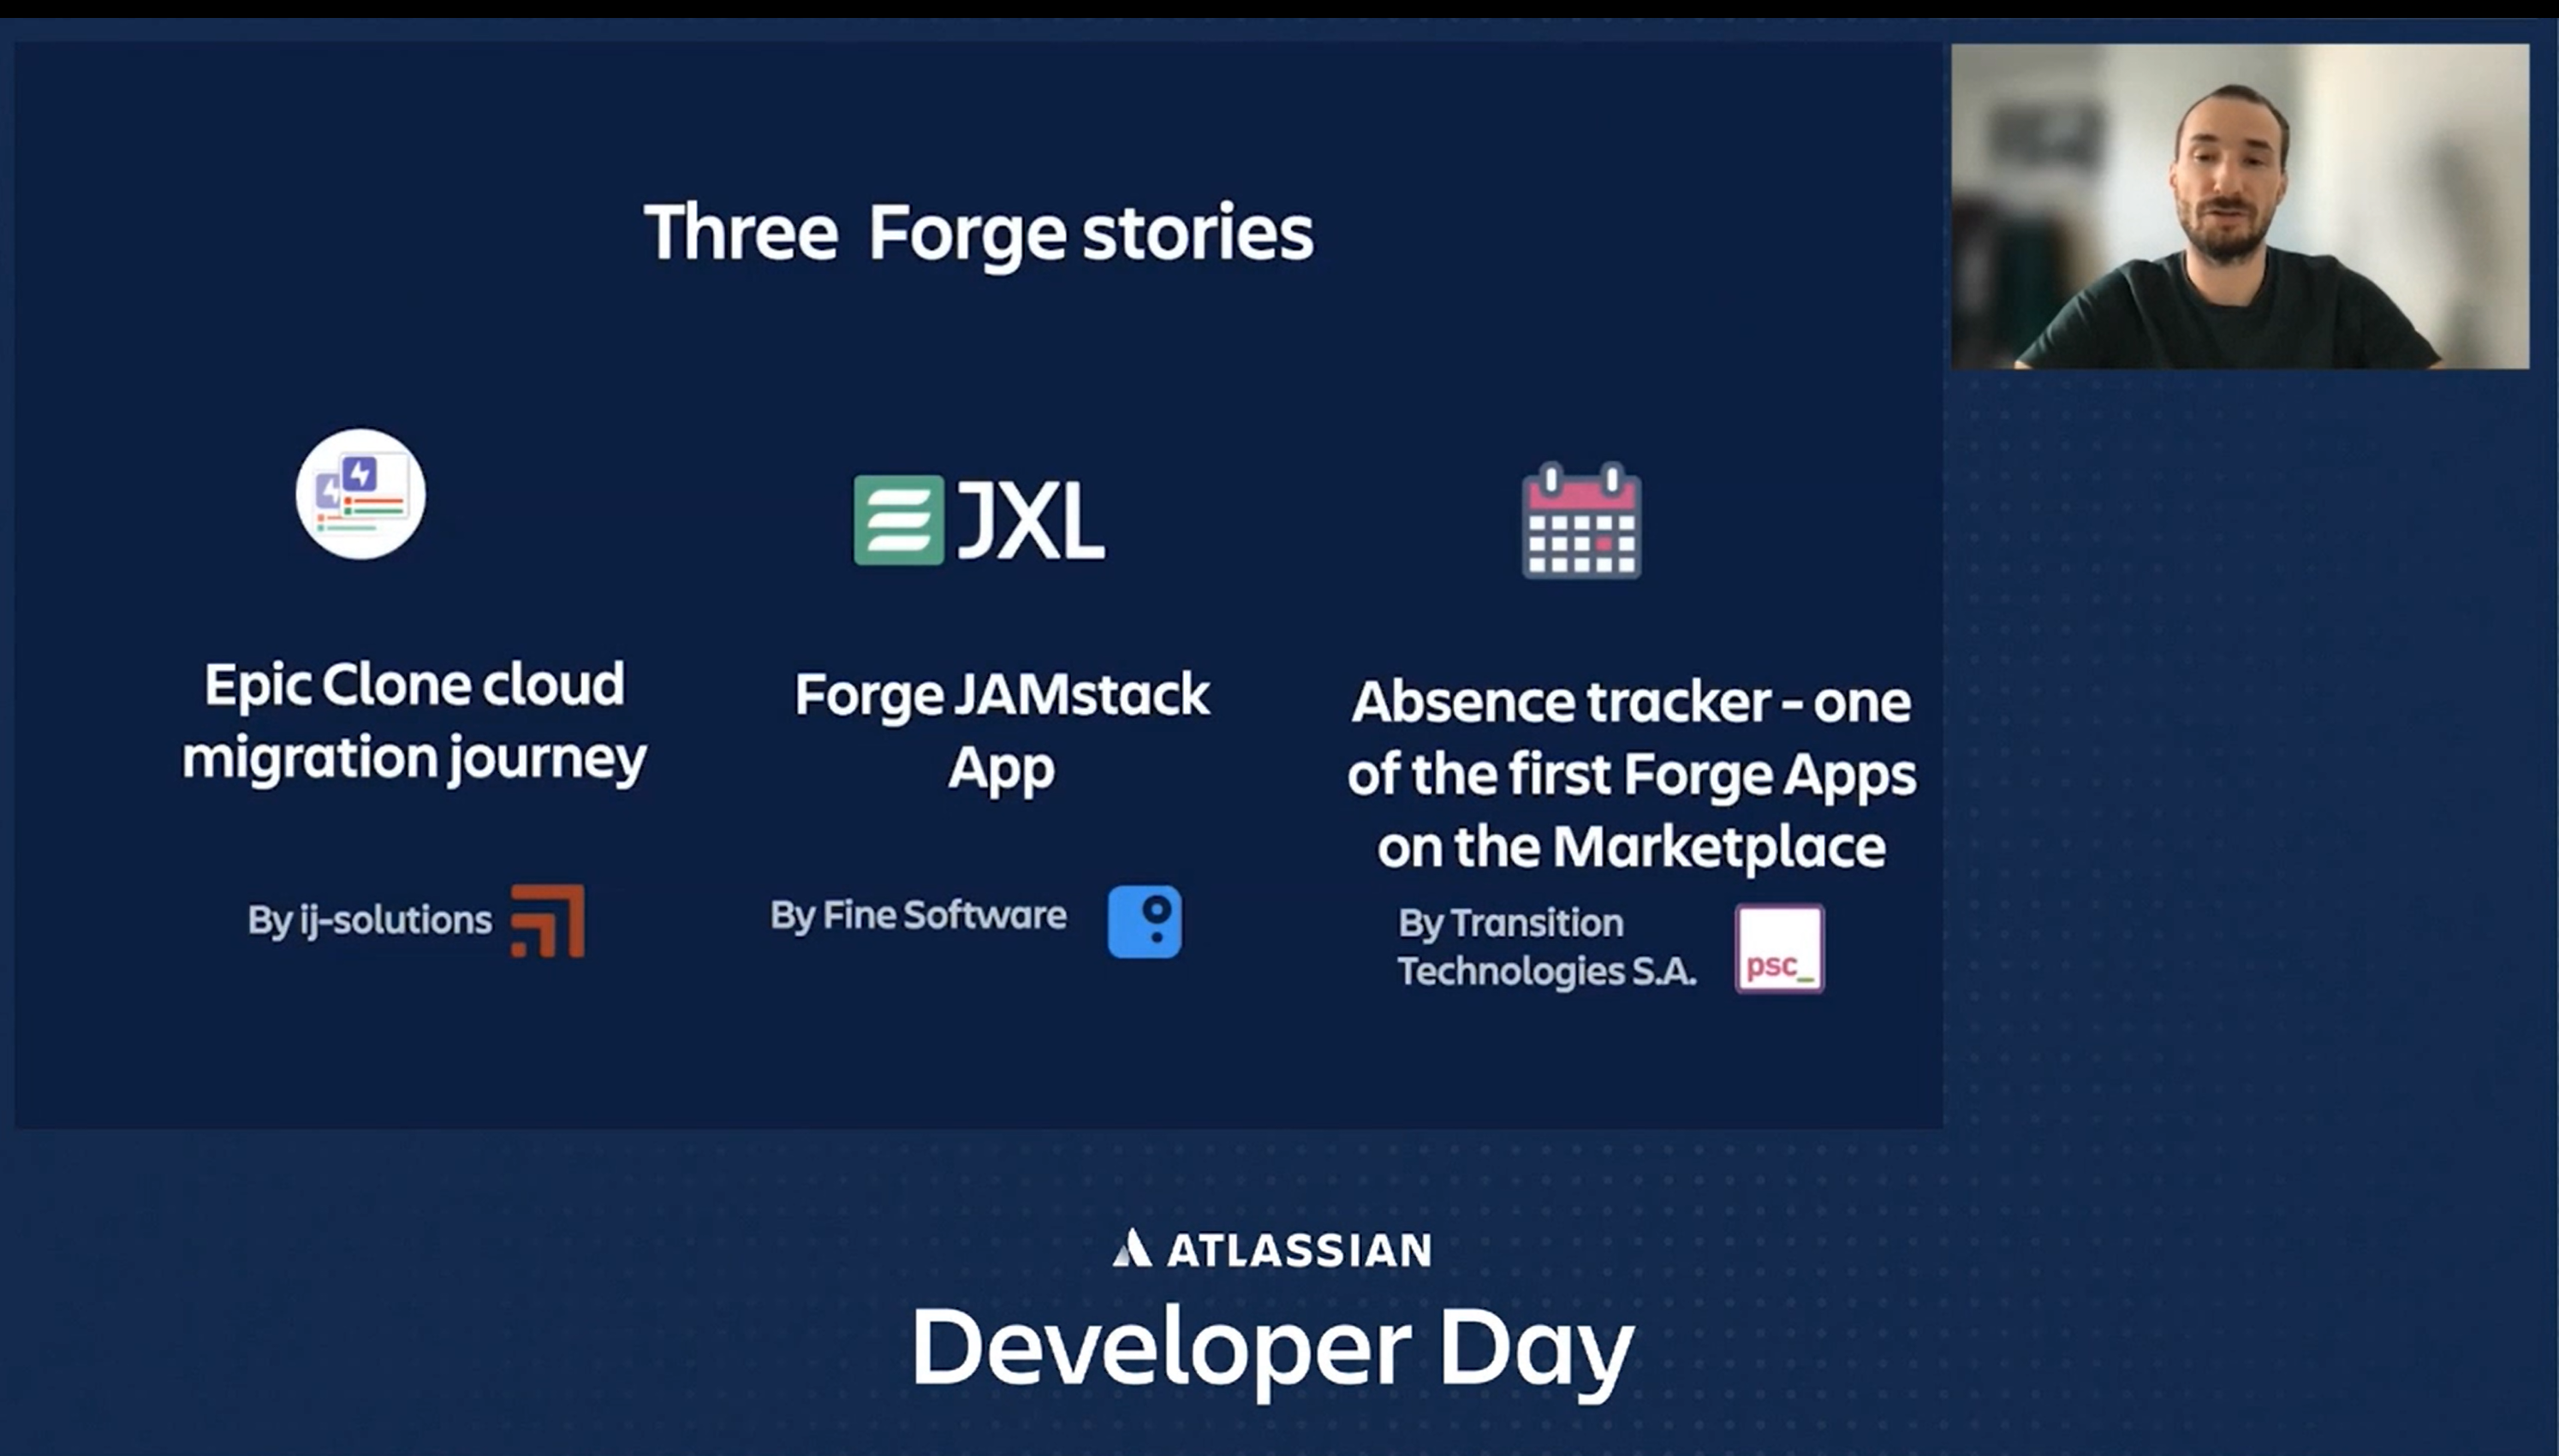 Three Forge stories
JXL
Epic Clone cloud
migration journey
Forge JAMstack
App
Absence tracker - one
of the first Forge Apps
on the Marketplace
By ij-solutions
By Fine Software
By Transition
Technologies S.A.
psc_
ATLASSIAN
Developer Day